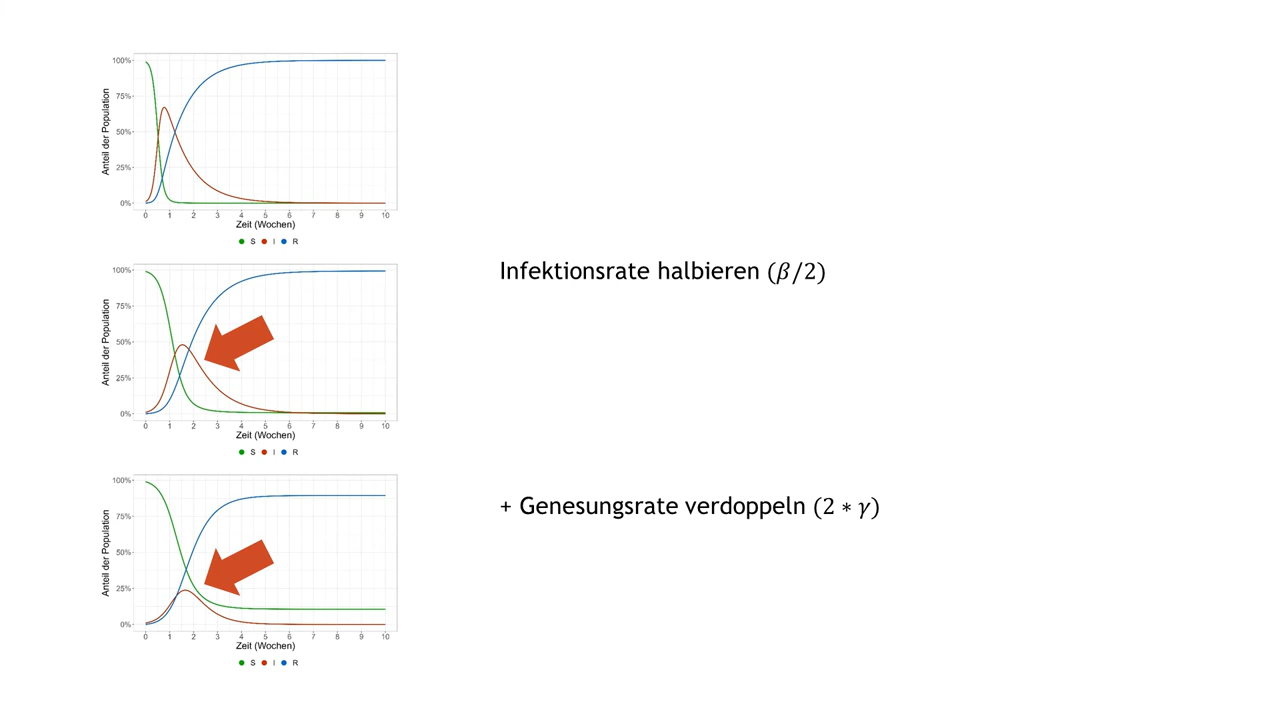 100%
75%
50%
25%
0%
Anteil der Population
0 1 2 3 4 5 6 7 8 9 10
Zeit (Wochen)
S I R
100%
75%
50%
25%
0%
Anteil der Population
0 1 2 3 4 5 6 7 8 9 10
Zeit (Wochen)
S I R
Infektionsrate halbieren (β/2)
100%
75%
50%
25%
0%
Anteil der Population
0 1 2 3 4 5 6 7 8 9 10
Zeit (Wochen)
S I R
+ Genesungsrate verdoppeln (2 ∗ γ)